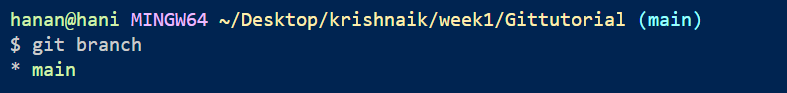 hanan@hani MINGW64 ~/Desktop/krishnaik/week1/Gittutorial (main)
$ git branch
* main